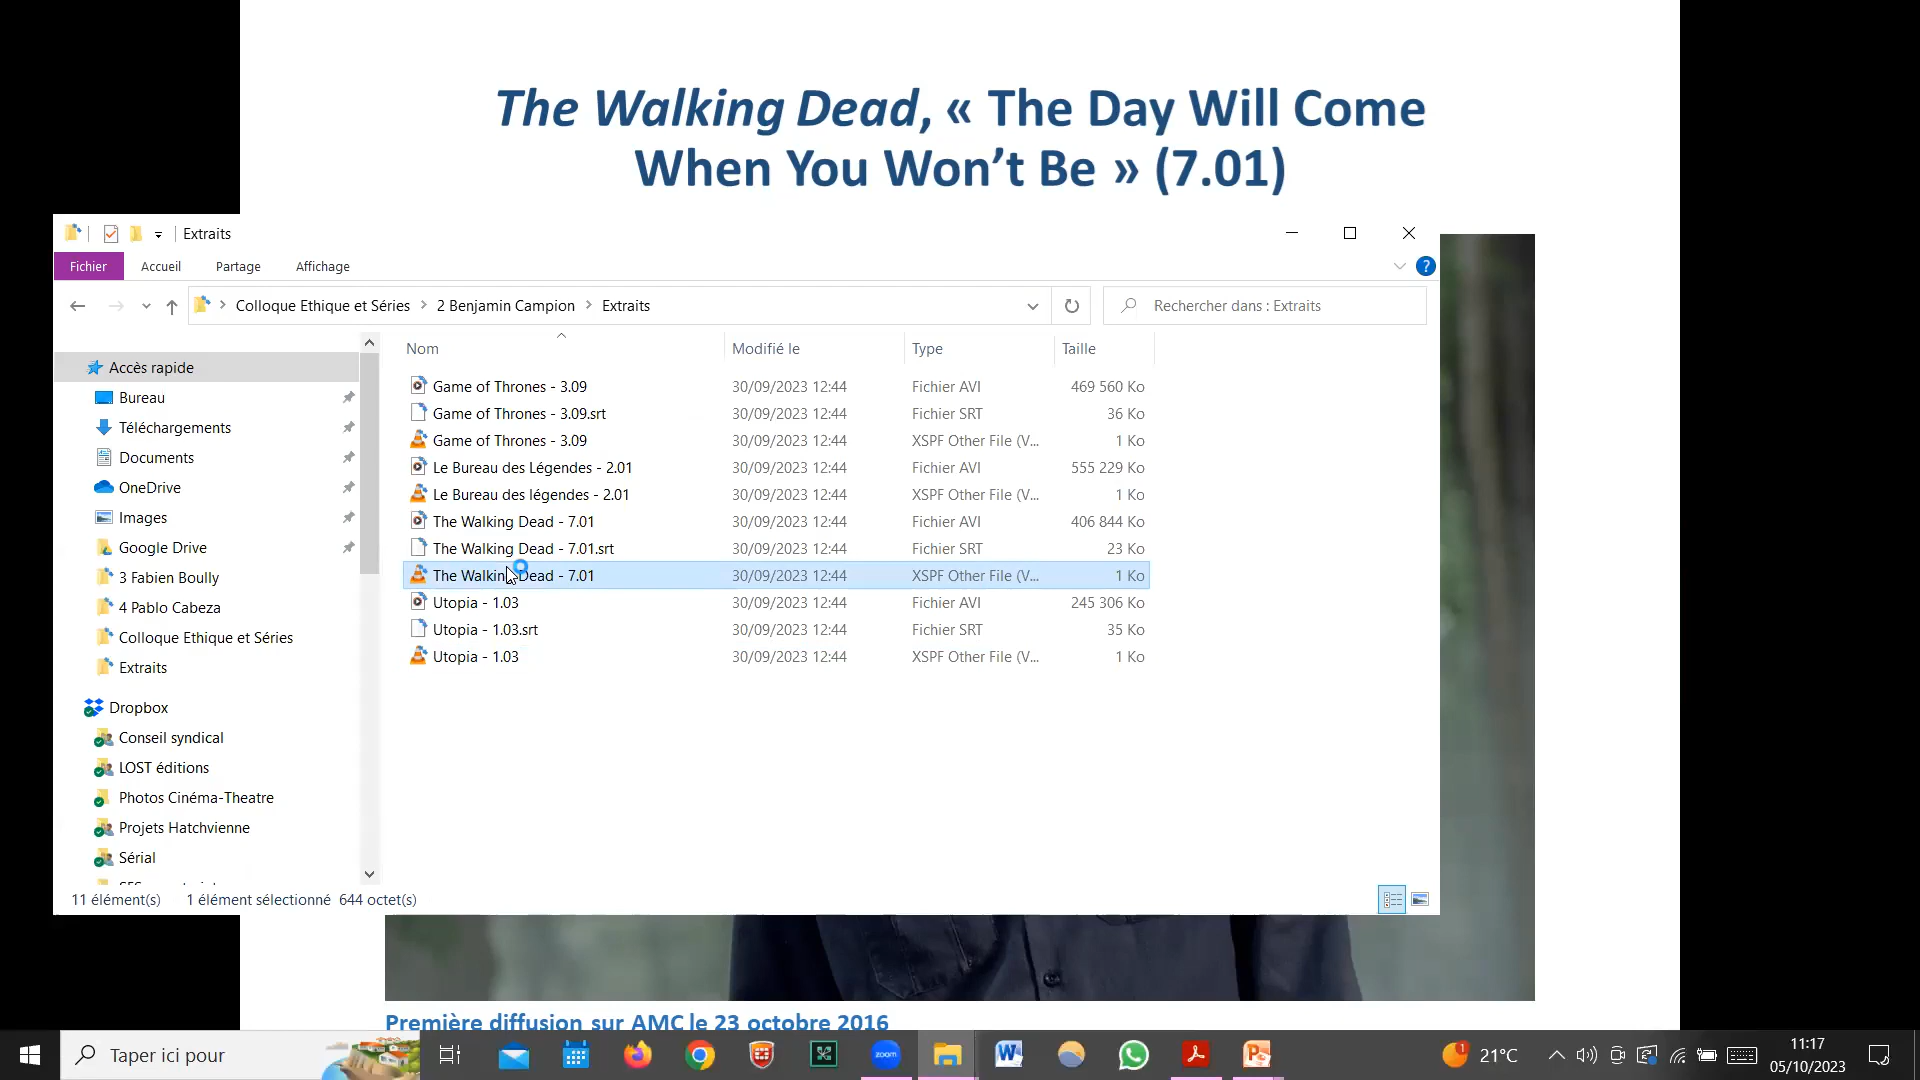 The Walking Dead, « The Day Will Come
When You Won't Be » (7.01)
Extraits
Fichier
Accueil
Partage
Affichage
?
Colloque Ethique et Séries
2 Benjamin Campion
Extraits
Rechercher dans : Extraits
Nom
Modifié le
Type
Taille
Accès rapide
Bureau
Téléchargements
Documents
OneDrive
Images
Google Drive
3 Fabien Boully
4 Pablo Cabeza
Colloque Ethique et Séries
Extraits
Dropbox
Conseil syndical
LOST éditions
Photos Cinéma-Theatre
Projets Hatchvienne
Sérial
Game of Thrones - 3.09 30/09/2023 12:44 Fichier AVI 469 560 Ko
Game of Thrones - 3.09.srt 30/09/2023 12:44 Fichier SRT 36 Ko
Game of Thrones - 3.09 30/09/2023 12:44 XSPF Other File (V... 1 Ko
Le Bureau des Légendes - 2.01 30/09/2023 12:44 Fichier AVI 555 229 Ko
Le Bureau des légendes - 2.01 30/09/2023 12:44 XSPF Other File (V... 1 Ko
The Walking Dead - 7.01 30/09/2023 12:44 Fichier AVI 406 844 Ko
The Walking Dead - 7.01.srt 30/09/2023 12:44 Fichier SRT 23 Ko
The Walking Dead - 7.01 30/09/2023 12:44 XSPF Other File (V... 1 Ko
Utopia - 1.03 30/09/2023 12:44 Fichier AVI 245 306 Ko
Utopia - 1.03.srt 30/09/2023 12:44 Fichier SRT 35 Ko
Utopia - 1.03 30/09/2023 12:44 XSPF Other File (V... 1 Ko
11 élément(s) 1 élément sélectionné 644 octet(s)
Première diffusion sur AMC le 23 octobre 2016
Taper ici pour
zoom
1
21°C
11:17
05/10/2023